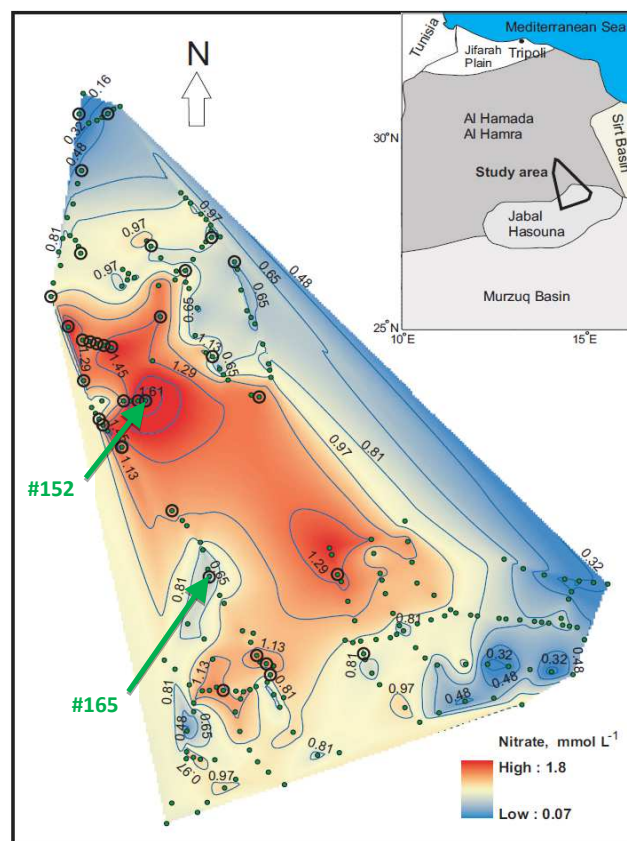 Mediterranean Sea
Tunisia
Jifarah
Plain
Tripoli
30°N
Al Hamada
Al Hamra
Sirt Basin
Study area
Jabal
Hasouna
Murzuq Basin
25°N
10°E
15°E
N
0.16
0.32
0.48
0.81
0.97
0.97
0.97
0.65
0.48
0.65
0.65
1.13
0.65
1.29
1.45
1.29
1.61
1.13
0.97
0.81
#152
1.29
0.65
0.81
0.32
0.81
#165
1.13
0.81
1.13
0.81
0.81
0.48
0.65
0.97
0.97
0.81
0.97
0.48
0.48
0.32
0.32
0.48
Nitrate, mmol L-1
High : 1.8
Low : 0.07